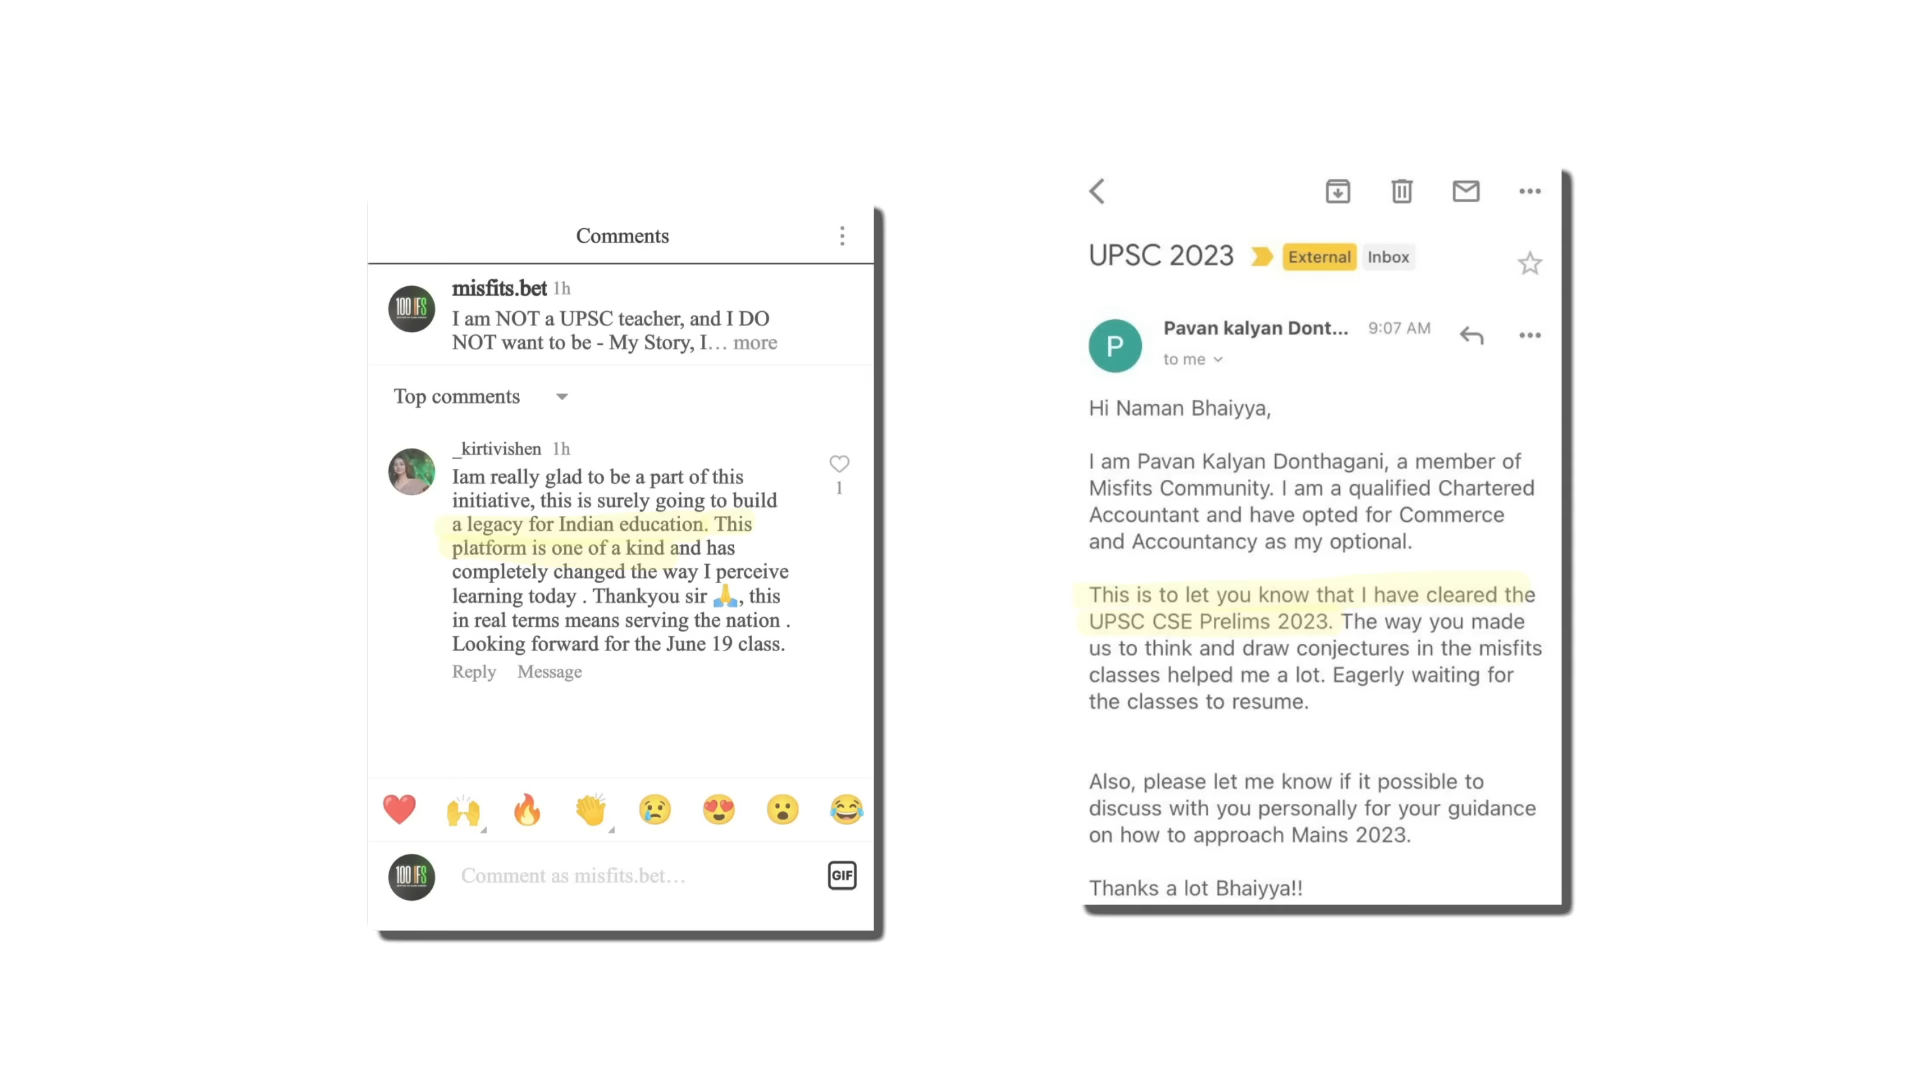 Comments
misfits.bet 1h
I am NOT a UPSC teacher, and I DO
NOT want to be - My Story, I… more
Top comments
_kirtivishen 1h
Iam really glad to be a part of this
initiative, this is surely going to build
a legacy for Indian education. This
platform is one of a kind and has
completely changed the way I perceive
learning today . Thankyou sir 🙏, this
in real terms means serving the nation .
Looking forward for the June 19 class.
1
Reply Message
Comment as misfits.bet…
GIF
UPSC 2023 External Inbox
P
Pavan kalyan Dont... 9:07 AM
to me
Hi Naman Bhaiyya,
I am Pavan Kalyan Donthagani, a member of
Misfits Community. I am a qualified Chartered
Accountant and have opted for Commerce
and Accountancy as my optional.
This is to let you know that I have cleared the
UPSC CSE Prelims 2023. The way you made
us to think and draw conjectures in the misfits
classes helped me a lot. Eagerly waiting for
the classes to resume.
Also, please let me know if it possible to
discuss with you personally for your guidance
on how to approach Mains 2023.
Thanks a lot Bhaiyya!!